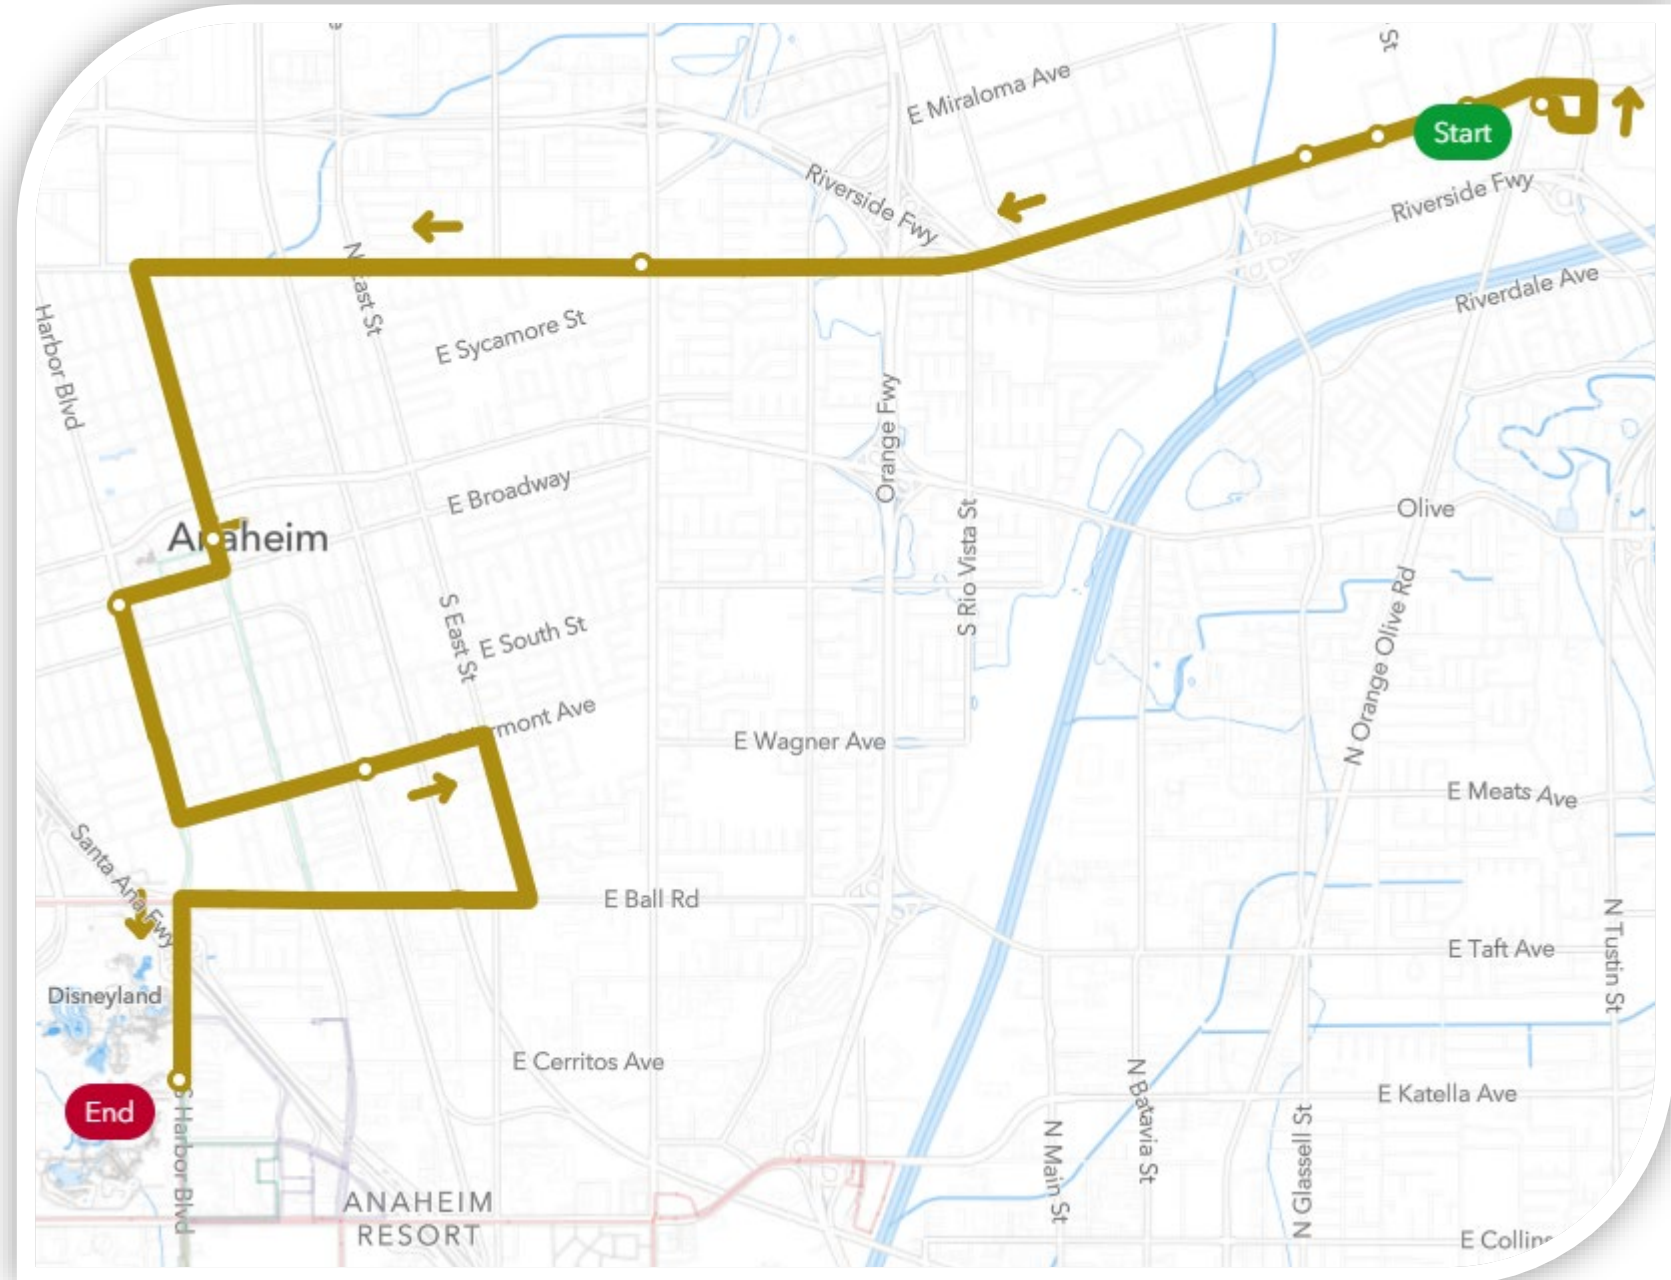 St
E Miraloma Ave
Start
Riverside Fwy
Riverside Fwy
N East St
Riverdale Ave
Harbor Blvd
E Sycamore St
Orange Fwy
E Broadway
S Rio Vista St
Olive
Anaheim
S East St
E South St
N Orange Olive Rd
E Wagner Ave
E Meats Ave
Santa Ana Fwy
E Ball Rd
N Tustin St
E Taft Ave
Disneyland
E Cerritos Ave
N Batavia St
E Katella Ave
End
S Harbor Blvd
N Main St
N Glassell St
ANAHEIM
RESORT